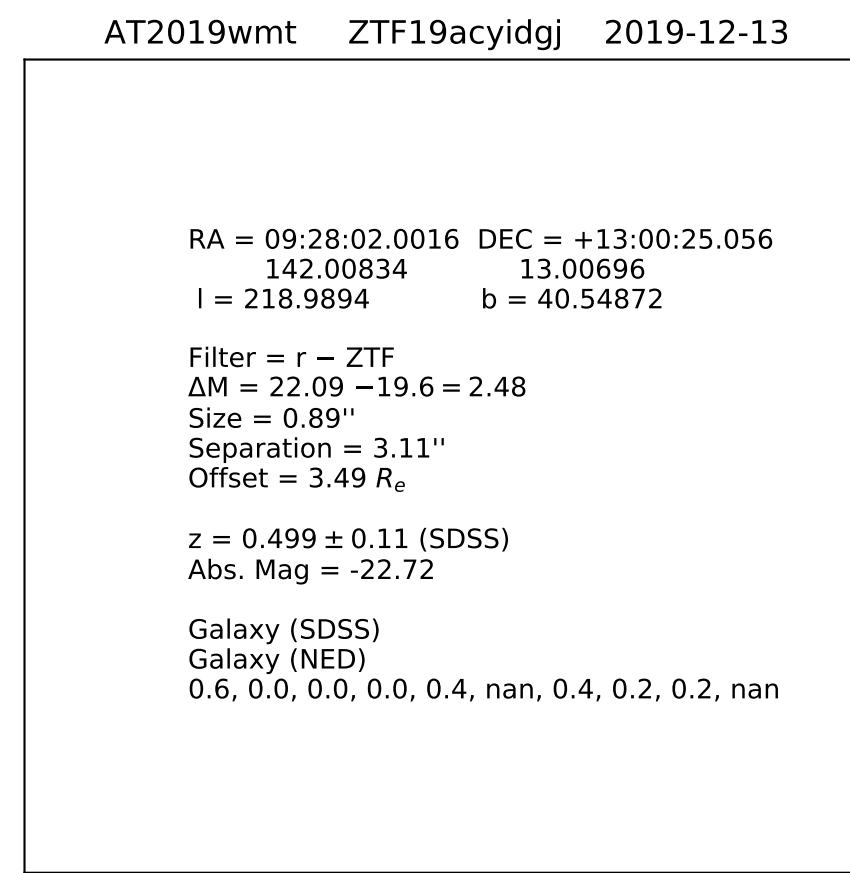 AT2019wmt ZTF19acyidgj 2019-12-13
RA = 09:28:02.0016 DEC = +13:00:25.056
142.00834 13.00696
l = 218.9894 b = 40.54872
Filter = r − ZTF
ΔM = 22.09 −19.6 = 2.48
Size = 0.89''
Separation = 3.11''
Offset = 3.49 Rₑ
z = 0.499 ± 0.11 (SDSS)
Abs. Mag = -22.72
Galaxy (SDSS)
Galaxy (NED)
0.6, 0.0, 0.0, 0.0, 0.4, nan, 0.4, 0.2, 0.2, nan